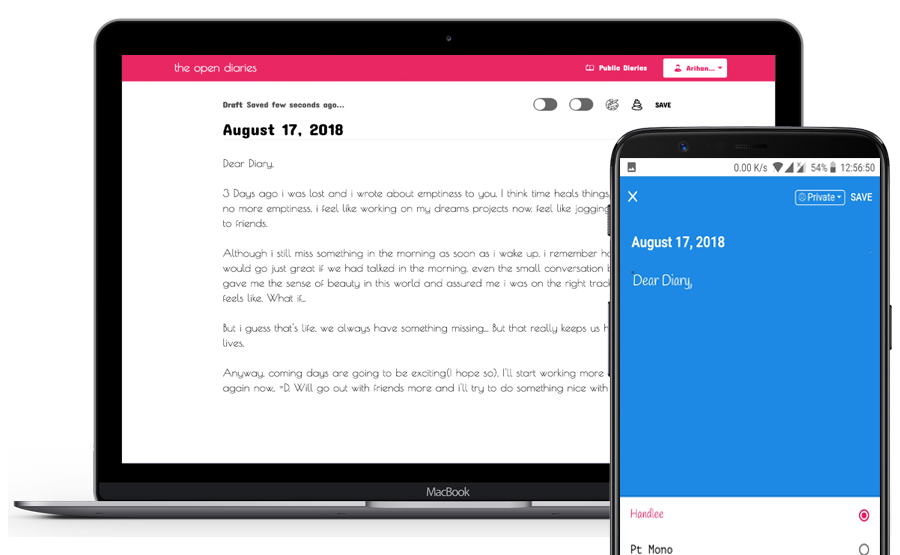 the open diaries
Public Diaries
Arihan...
Draft Saved few seconds ago...
SAVE
August 17, 2018
Dear Diary,
3 Days ago i was lost and i wrote about emptiness to you. I think time heals things,
no more emptiness, i feel like working on my dreams projects now, feel like jogging
to friends.
Although i still miss something in the morning as soon as i wake up, i remember
would go just great if we had talked in the morning, even the small conversation
gave me the sense of beauty in this world and assured me i was on the right
feels like, What if...
But i guess that's life, we always have something missing... But that really keeps us
lives.
Anyway, coming days are going to be exciting(I hope so), I'll start working more
again now, =D. Will go out with friends more and i'll try to do something nice with
MacBook
0.00 K/s 54% 12:56:50
Private SAVE
August 17, 2018
Dear Diary,
Handlee
Pt Mono